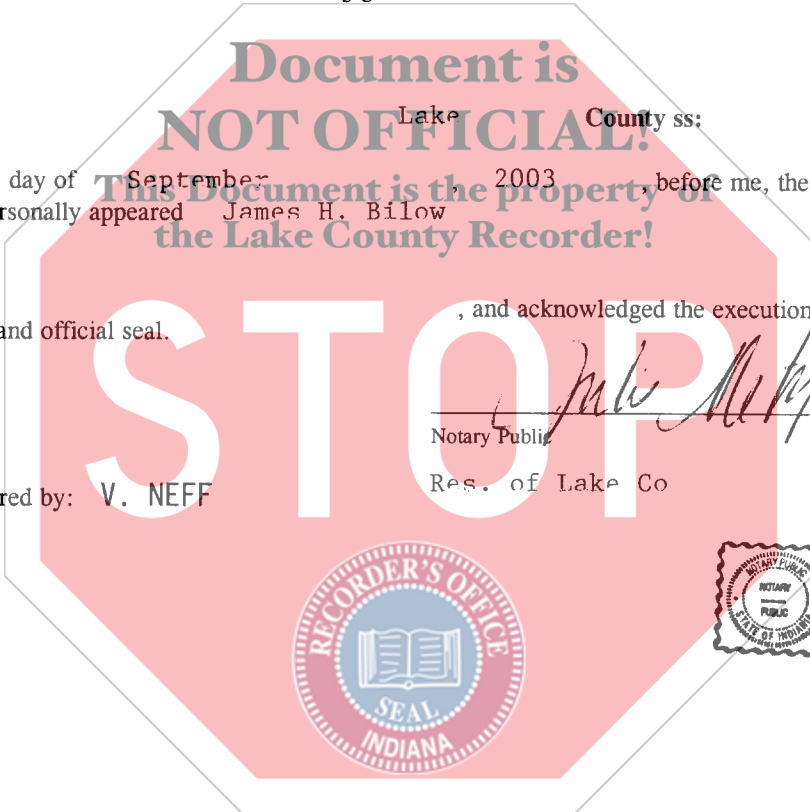 Document is
NOT OFFICIAL!
Lake County ss:
day of September , 2003 , before me, the
This Document is the property of
rsonally appeared James H. Bilow
the Lake County Recorder!
, and acknowledged the execution
and official seal.
STOP
Notary Public
red by: V. NEFF
Res. of Lake Co
RECORDER'S OFFICE
SEAL
INDIANA
NOTARY PUBLIC
NOTARY
PUBLIC
STATE OF INDIANA